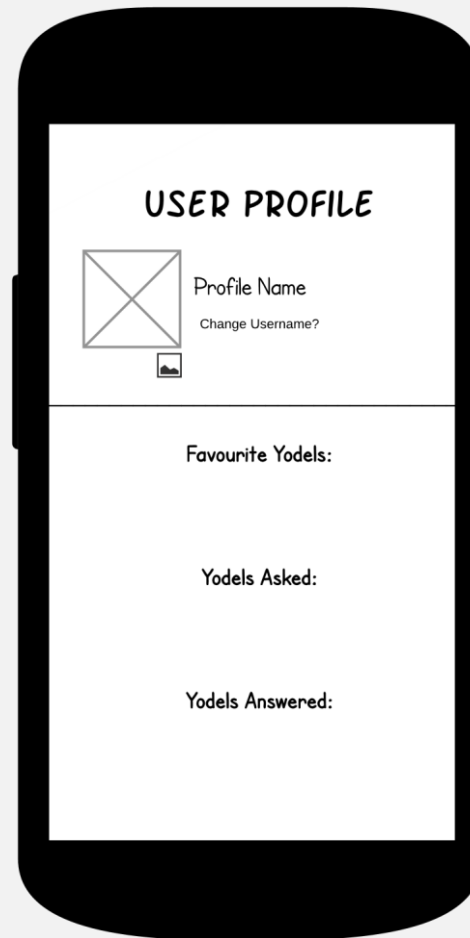 USER PROFILE
Profile Name
Change Username?
Favourite Yodels:
Yodels Asked:
Yodels Answered: